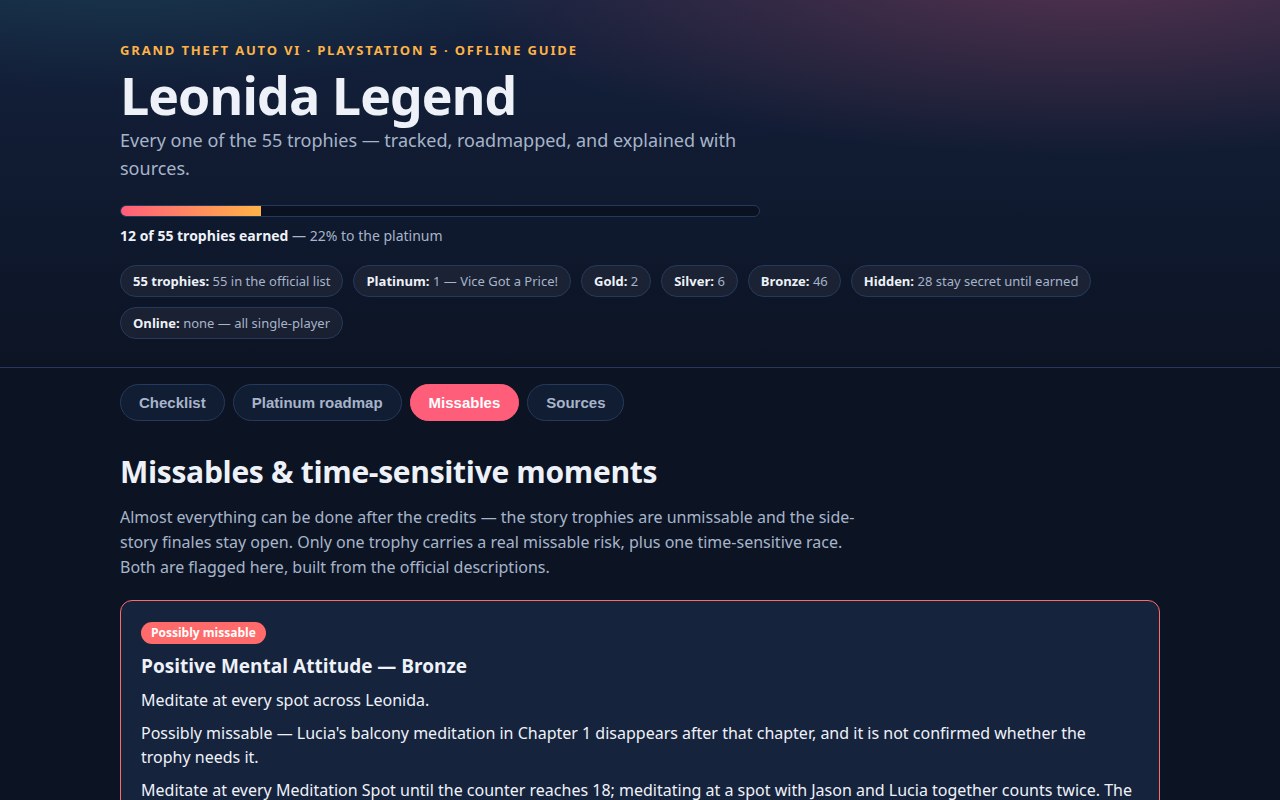 GRAND THEFT AUTO VI · PLAYSTATION 5 · OFFLINE GUIDE
Leonida Legend
Every one of the 55 trophies — tracked, roadmapped, and explained with
sources.
12 of 55 trophies earned — 22% to the platinum
55 trophies: 55 in the official list
Platinum: 1 — Vice Got a Price!
Gold: 2
Silver: 6
Bronze: 46
Hidden: 28 stay secret until earned
Online: none — all single-player
Checklist
Platinum roadmap
Missables
Sources
Missables & time-sensitive moments
Almost everything can be done after the credits — the story trophies are unmissable and the side-
story finales stay open. Only one trophy carries a real missable risk, plus one time-sensitive race.
Both are flagged here, built from the official descriptions.
Possibly missable
Positive Mental Attitude — Bronze
Meditate at every spot across Leonida.
Possibly missable — Lucia's balcony meditation in Chapter 1 disappears after that chapter, and it is not confirmed whether the
trophy needs it.
Meditate at every Meditation Spot until the counter reaches 18; meditating at a spot with Jason and Lucia together counts twice. The